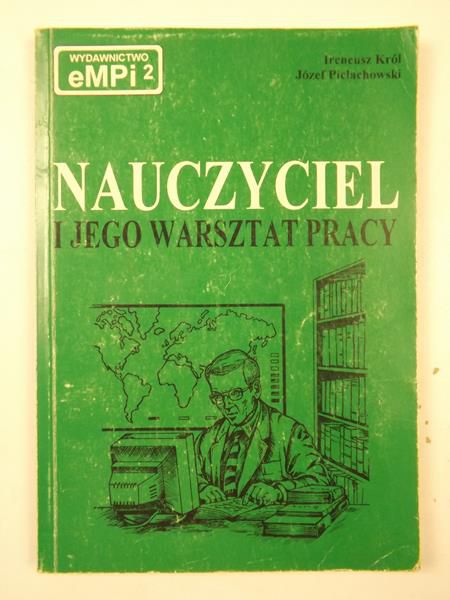 WYDAWNICTWO
eMPi 2
Ireneusz Król
Józef Pielachowski
NAUCZYCIEL
I JEGO WARSZTAT PRACY